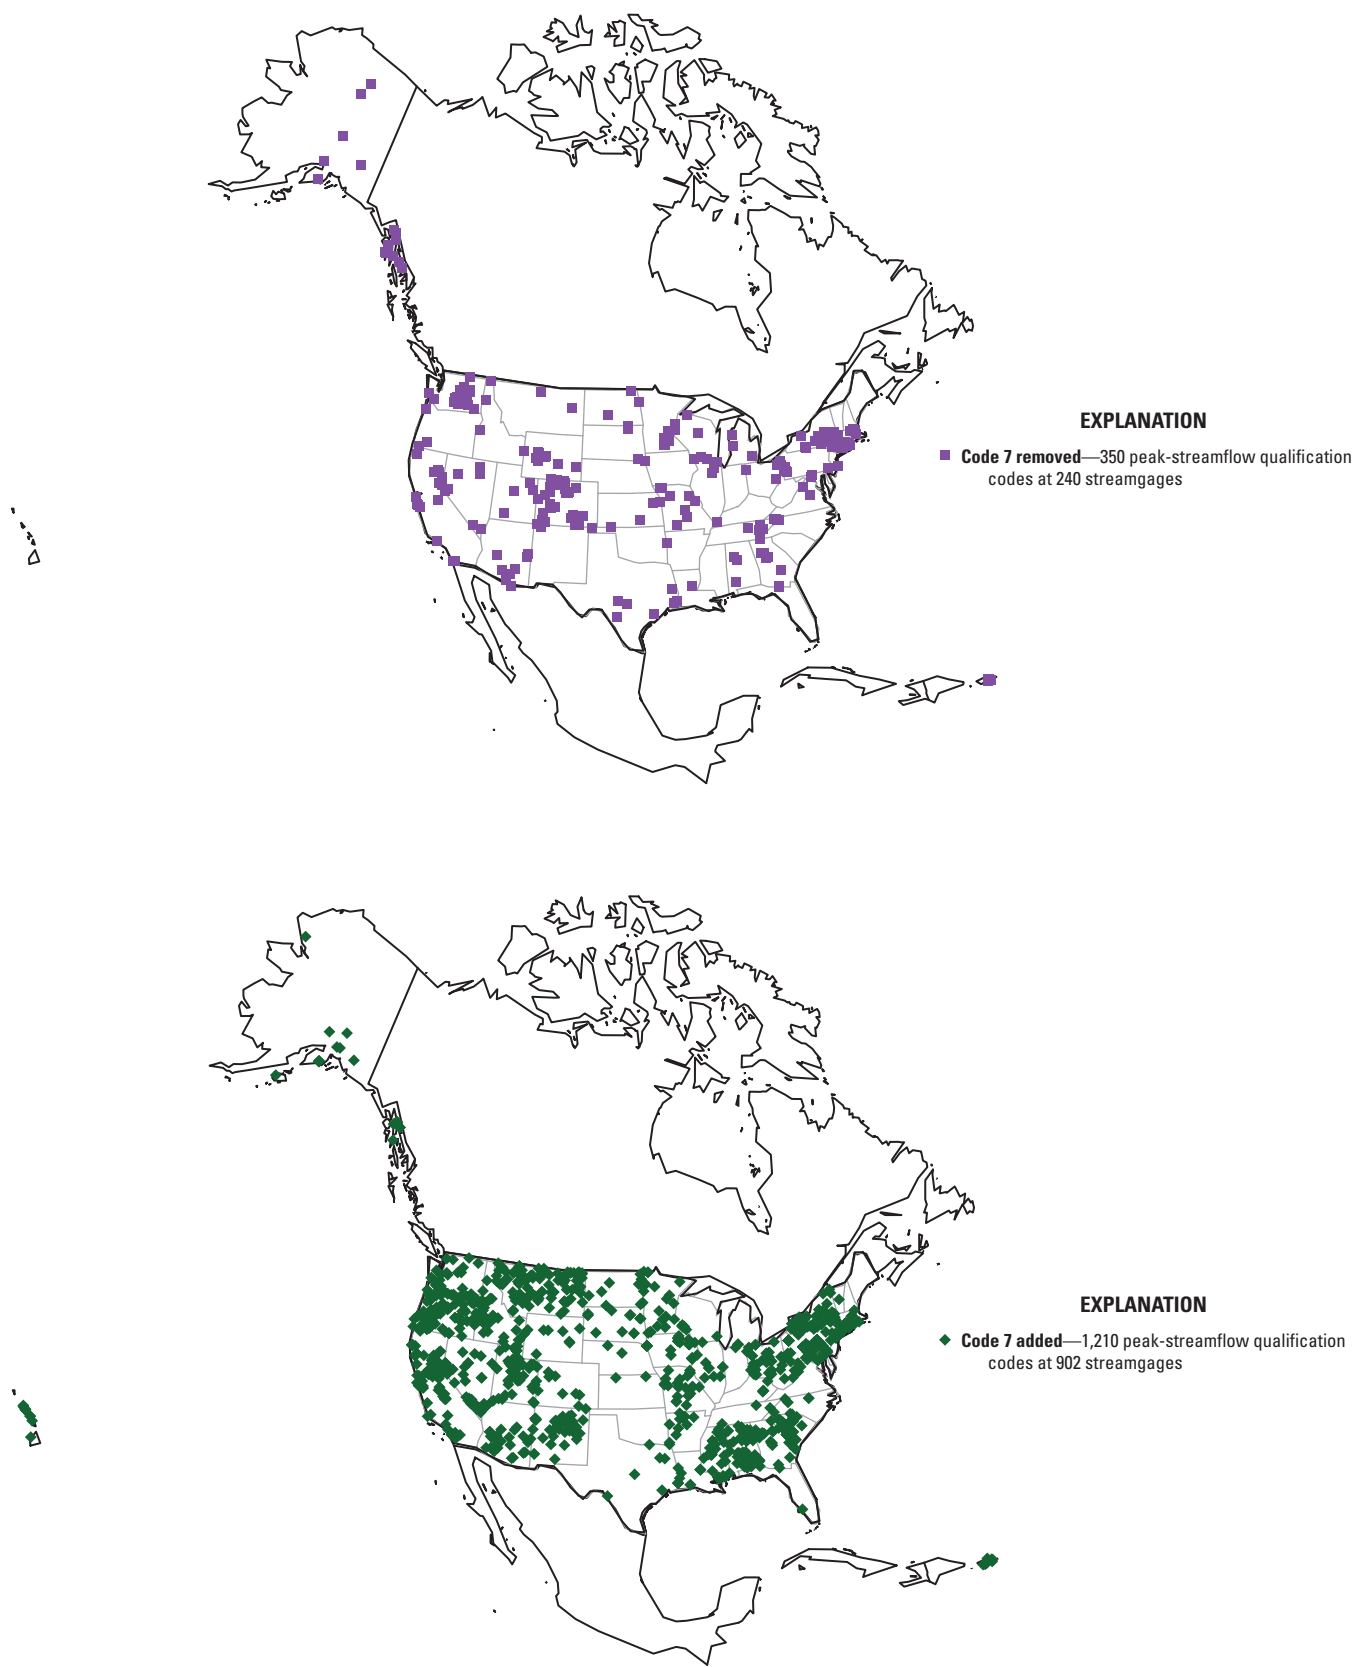 EXPLANATION
Code 7 removed—350 peak-streamflow qualification
codes at 240 streamgages
EXPLANATION
Code 7 added—1,210 peak-streamflow qualification
codes at 902 streamgages